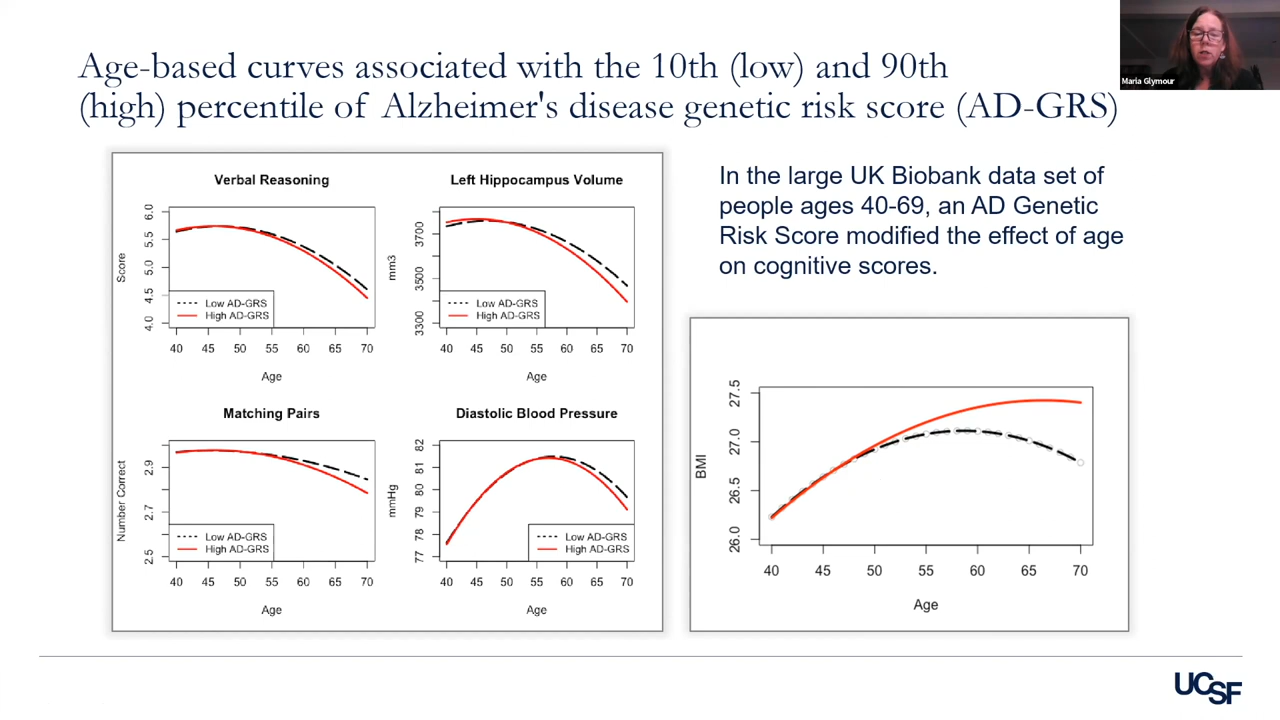 Maria Glymour
Age-based curves associated with the 10th (low) and 90th
(high) percentile of Alzheimer's disease genetic risk score (AD-GRS)
Verbal Reasoning
Score
6.0
5.5
5.0
4.5
4.0
Low AD-GRS
High AD-GRS
40 45 50 55 60 65 70
Age
Left Hippocampus Volume
mm3
3700
3500
3300
Low AD-GRS
High AD-GRS
40 45 50 55 60 65 70
Age
Matching Pairs
Number Correct
2.9
2.7
2.5
Low AD-GRS
High AD-GRS
40 45 50 55 60 65 70
Age
Diastolic Blood Pressure
mmHg
82
81
80
79
78
77
Low AD-GRS
High AD-GRS
40 45 50 55 60 65 70
Age
In the large UK Biobank data set of
people ages 40-69, an AD Genetic
Risk Score modified the effect of age
on cognitive scores.
BMI
27.5
27.0
26.5
26.0
40 45 50 55 60 65 70
Age
UCSF